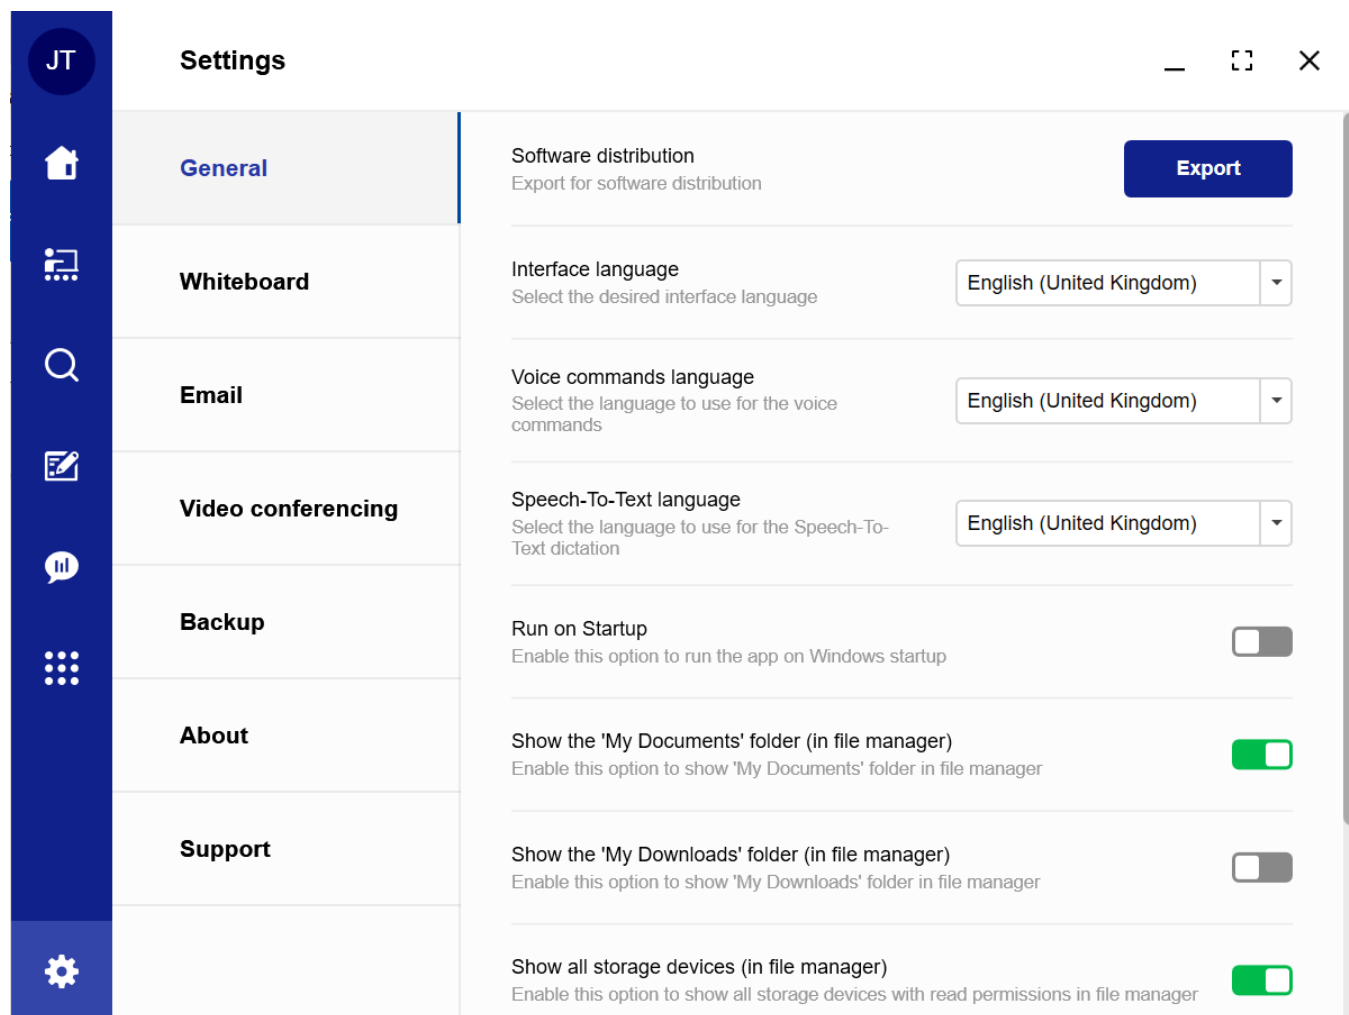 JT
Settings
General
Whiteboard
Email
Video conferencing
Backup
About
Support
Software distribution
Export for software distribution
Export
Interface language
Select the desired interface language
English (United Kingdom)
Voice commands language
Select the language to use for the voice
commands
English (United Kingdom)
Speech-To-Text language
Select the language to use for the Speech-To-
Text dictation
English (United Kingdom)
Run on Startup
Enable this option to run the app on Windows startup
Show the 'My Documents' folder (in file manager)
Enable this option to show 'My Documents' folder in file manager
Show the 'My Downloads' folder (in file manager)
Enable this option to show 'My Downloads' folder in file manager
Show all storage devices (in file manager)
Enable this option to show all storage devices with read permissions in file manager